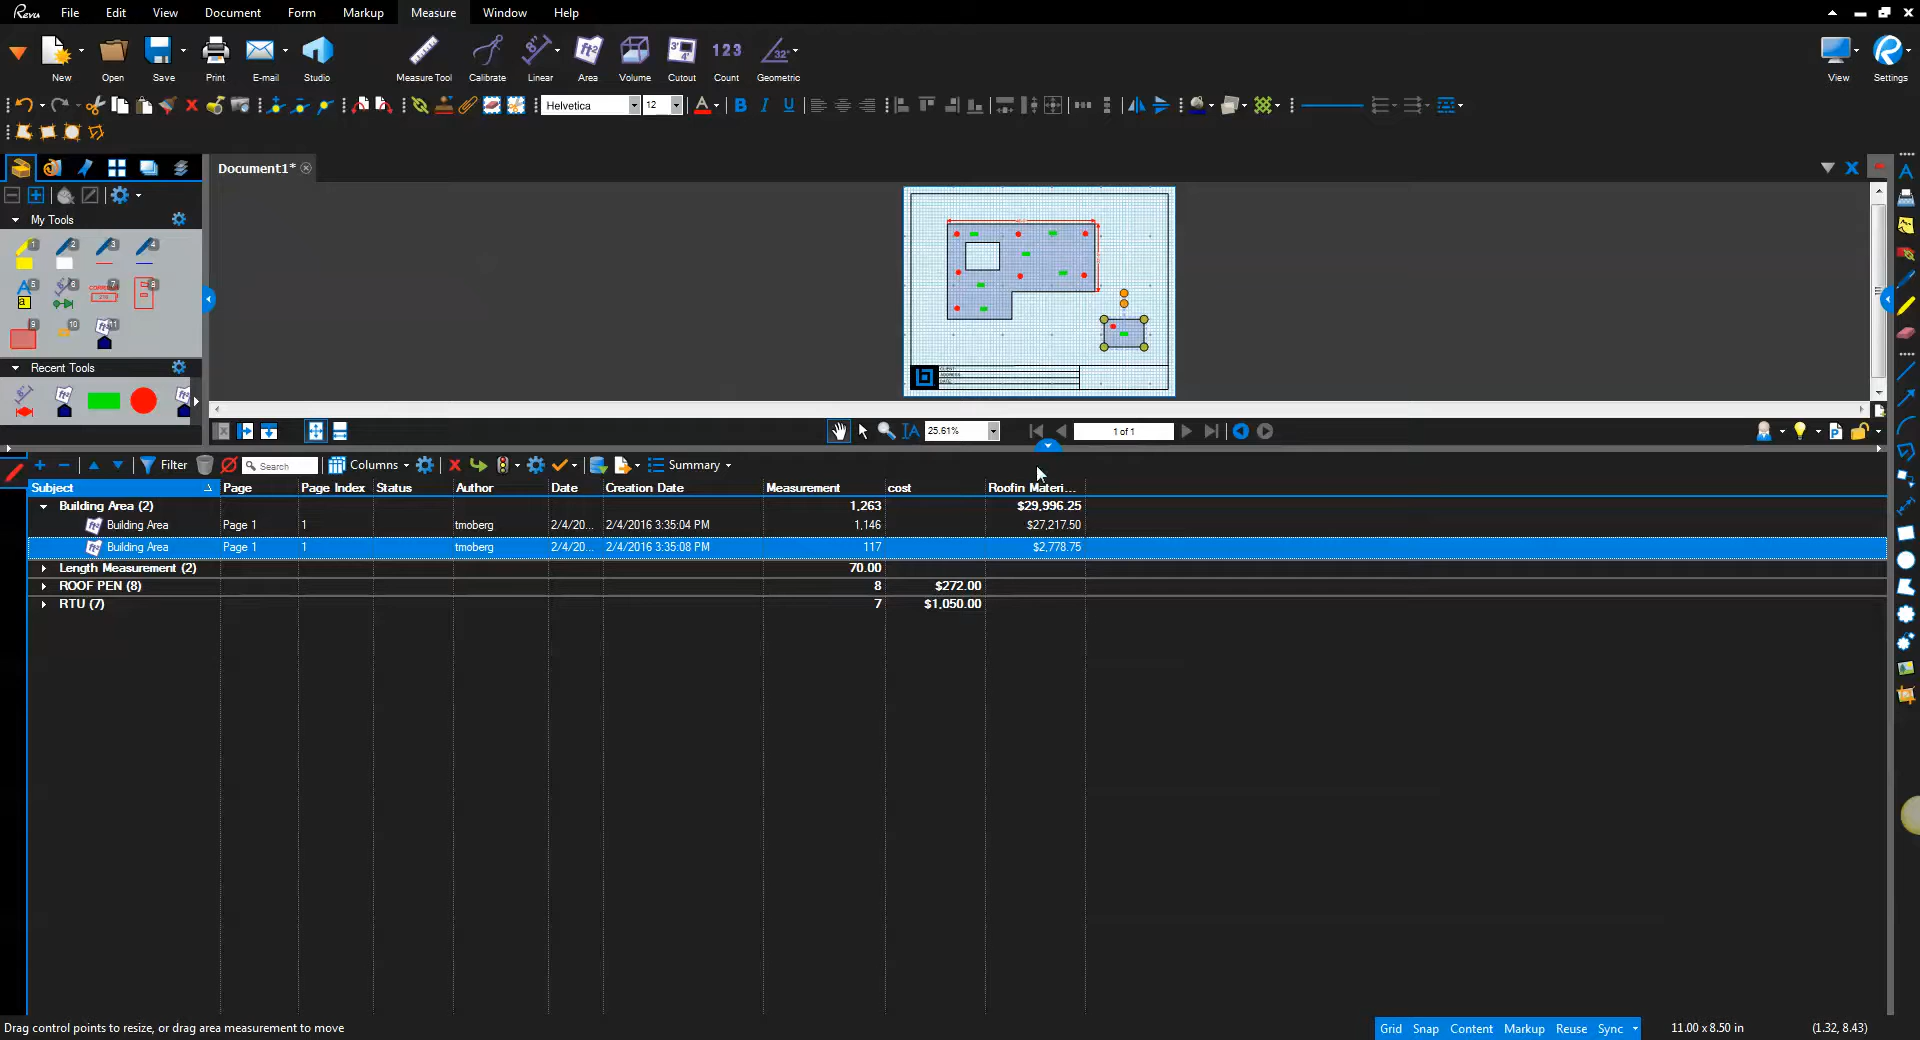 Revu File Edit View Document Form Markup Measure Window Help
New Open Save Print E-mail Studio Measure Tool Calibrate Linear Area Volume Cutout Count Geometric View Settings
Helvetica 12
Document1*
My Tools
Recent Tools
25.61% 1 of 1
Filter Search Columns Summary
Subject Page Page Index Status Author Date Creation Date Measurement cost Roofin Materi...
Building Area (2) 1,263 $29,996.25
Building Area Page 1 1 tmoberg 2/4/20... 2/4/2016 3:35:04 PM 1,146 $27,217.50
Building Area Page 1 1 tmoberg 2/4/20... 2/4/2016 3:35:08 PM 117 $2,778.75
Length Measurement (2) 70.00
ROOF PEN (8) 8 $272.00
RTU (7) 7 $1,050.00
Drag control points to resize, or drag area measurement to move Grid Snap Content Markup Reuse Sync 11.00 x 8.50 in (1.32, 8.43)